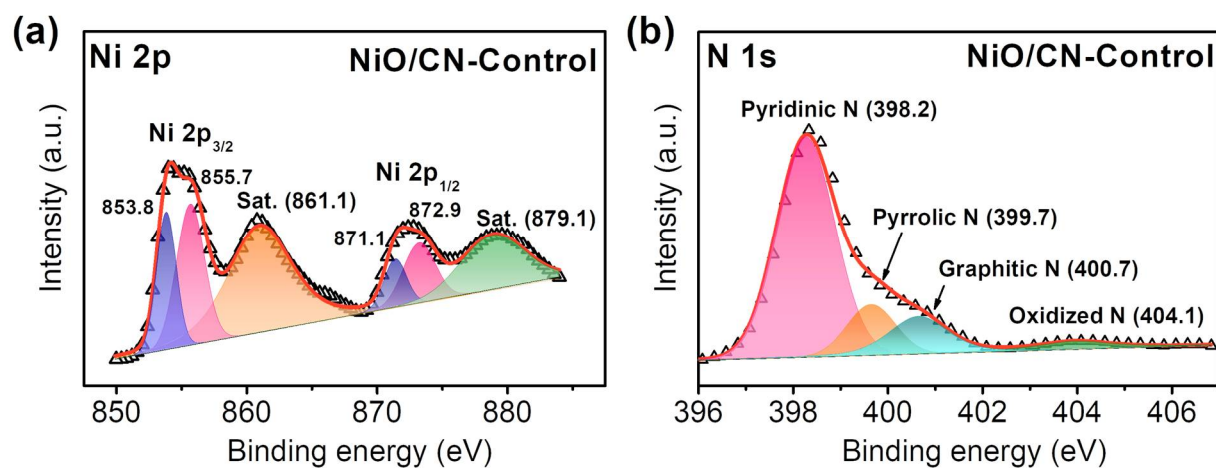 (a)
Ni 2p
NiO/CN-Control
Ni 2p3/2
853.8
855.7
Sat. (861.1)
Ni 2p1/2
871.1
872.9
Sat. (879.1)
Intensity (a.u.)
850
860
870
880
Binding energy (eV)
(b)
N 1s
NiO/CN-Control
Pyridinic N (398.2)
Pyrrolic N (399.7)
Graphitic N (400.7)
Oxidized N (404.1)
Intensity (a.u.)
396
398
400
402
404
406
Binding energy (eV)